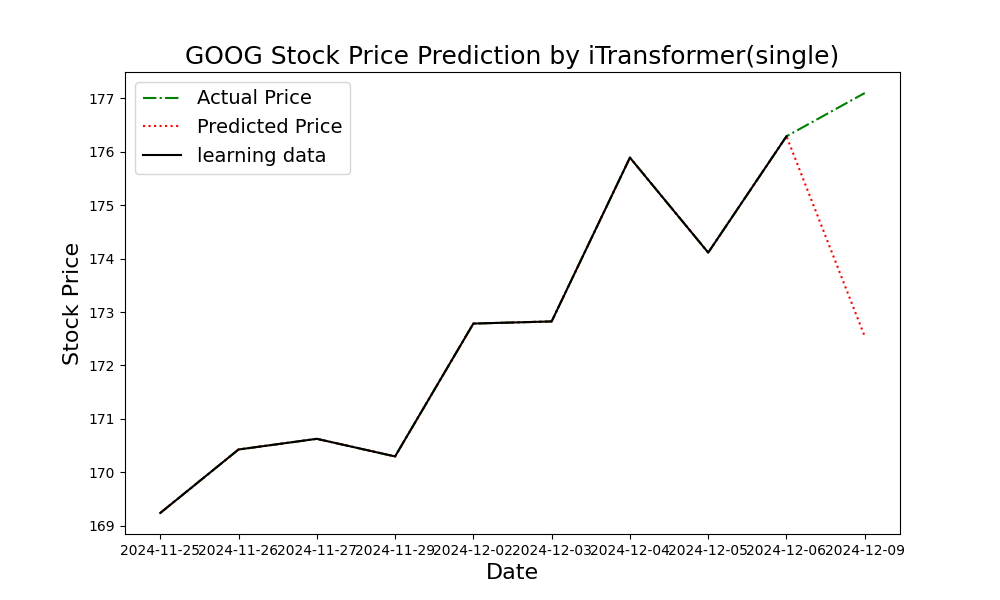 GOOG Stock Price Prediction by iTransformer(single)
Actual Price
Predicted Price
learning data
177
176
175
174
173
172
171
170
169
Stock Price
2024-11-25 2024-11-26 2024-11-27 2024-11-29 2024-12-02 2024-12-03 2024-12-04 2024-12-05 2024-12-06 2024-12-09
Date